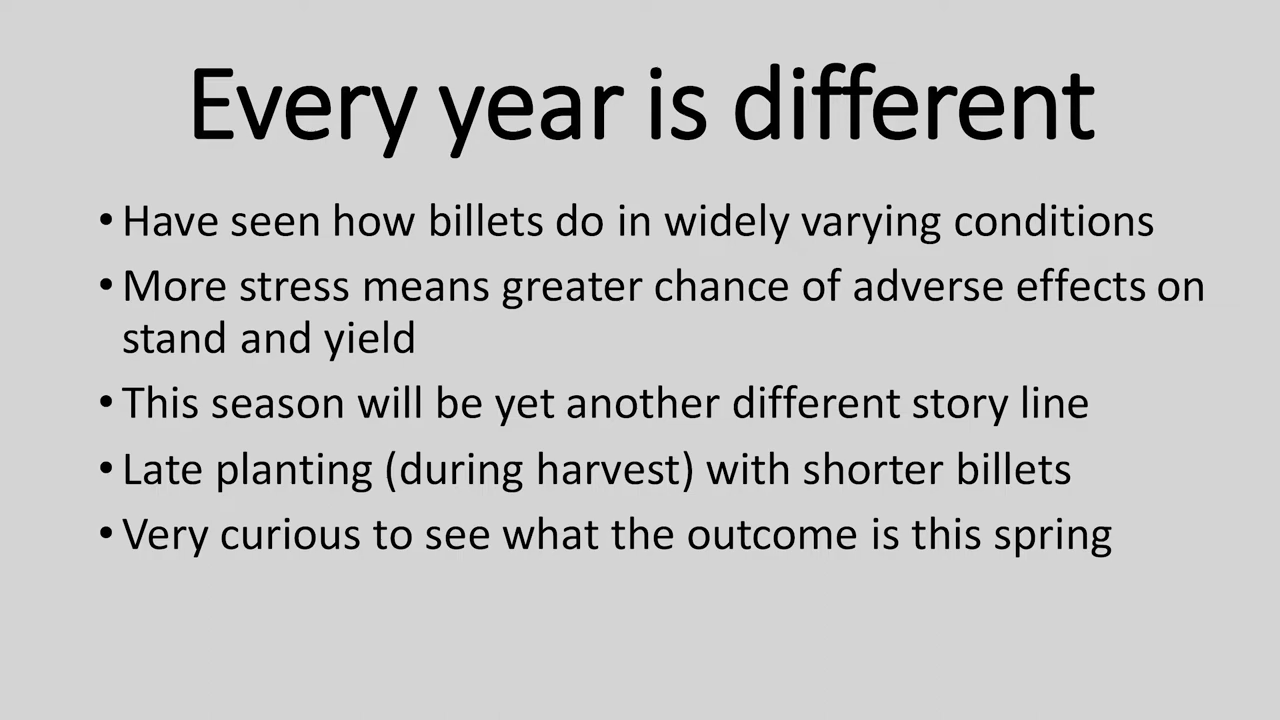 Every year is different
• Have seen how billets do in widely varying conditions
• More stress means greater chance of adverse effects on
stand and yield
• This season will be yet another different story line
• Late planting (during harvest) with shorter billets
• Very curious to see what the outcome is this spring